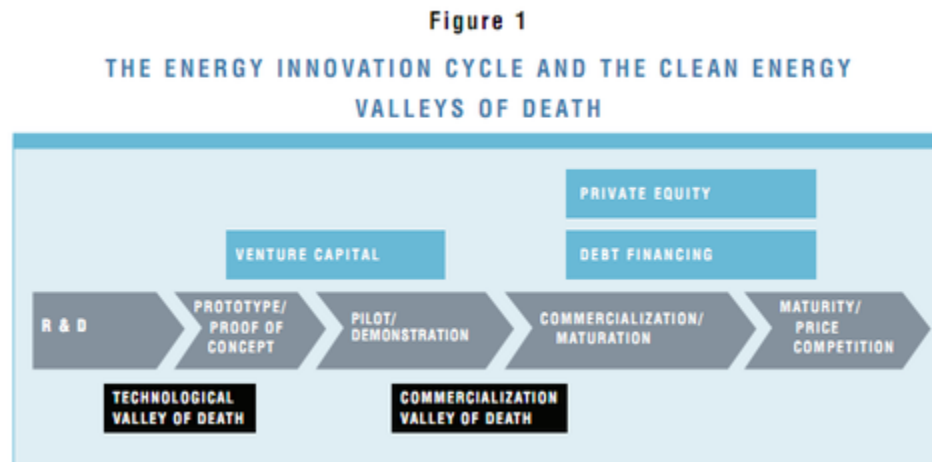 Figure 1
THE ENERGY INNOVATION CYCLE AND THE CLEAN ENERGY
VALLEYS OF DEATH
PRIVATE EQUITY
VENTURE CAPITAL
DEBT FINANCING
R & D
PROTOTYPE/
PROOF OF
CONCEPT
PILOT/
DEMONSTRATION
COMMERCIALIZATION/
MATURATION
MATURITY/
PRICE
COMPETITION
TECHNOLOGICAL
VALLEY OF DEATH
COMMERCIALIZATION
VALLEY OF DEATH